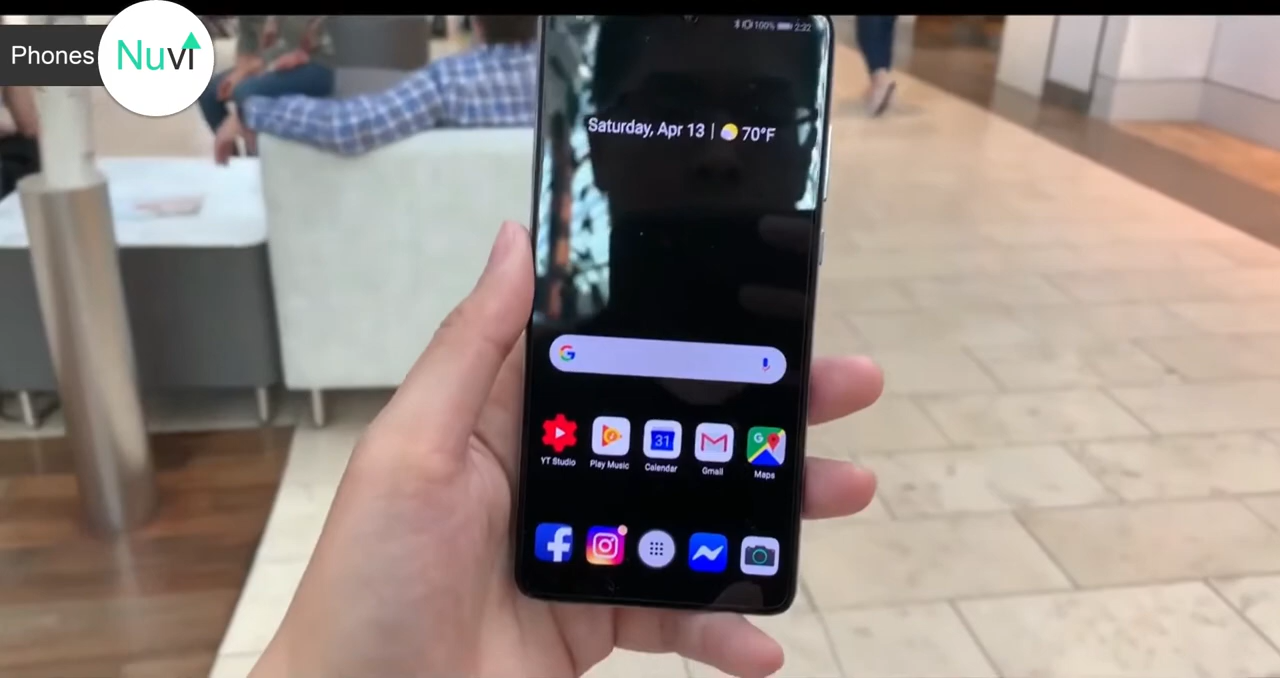 Phones
Nuvi
100% 2:22
Saturday, Apr 13 | 70°F
G
31
G
YT Studio Play Music Calendar Gmail Maps